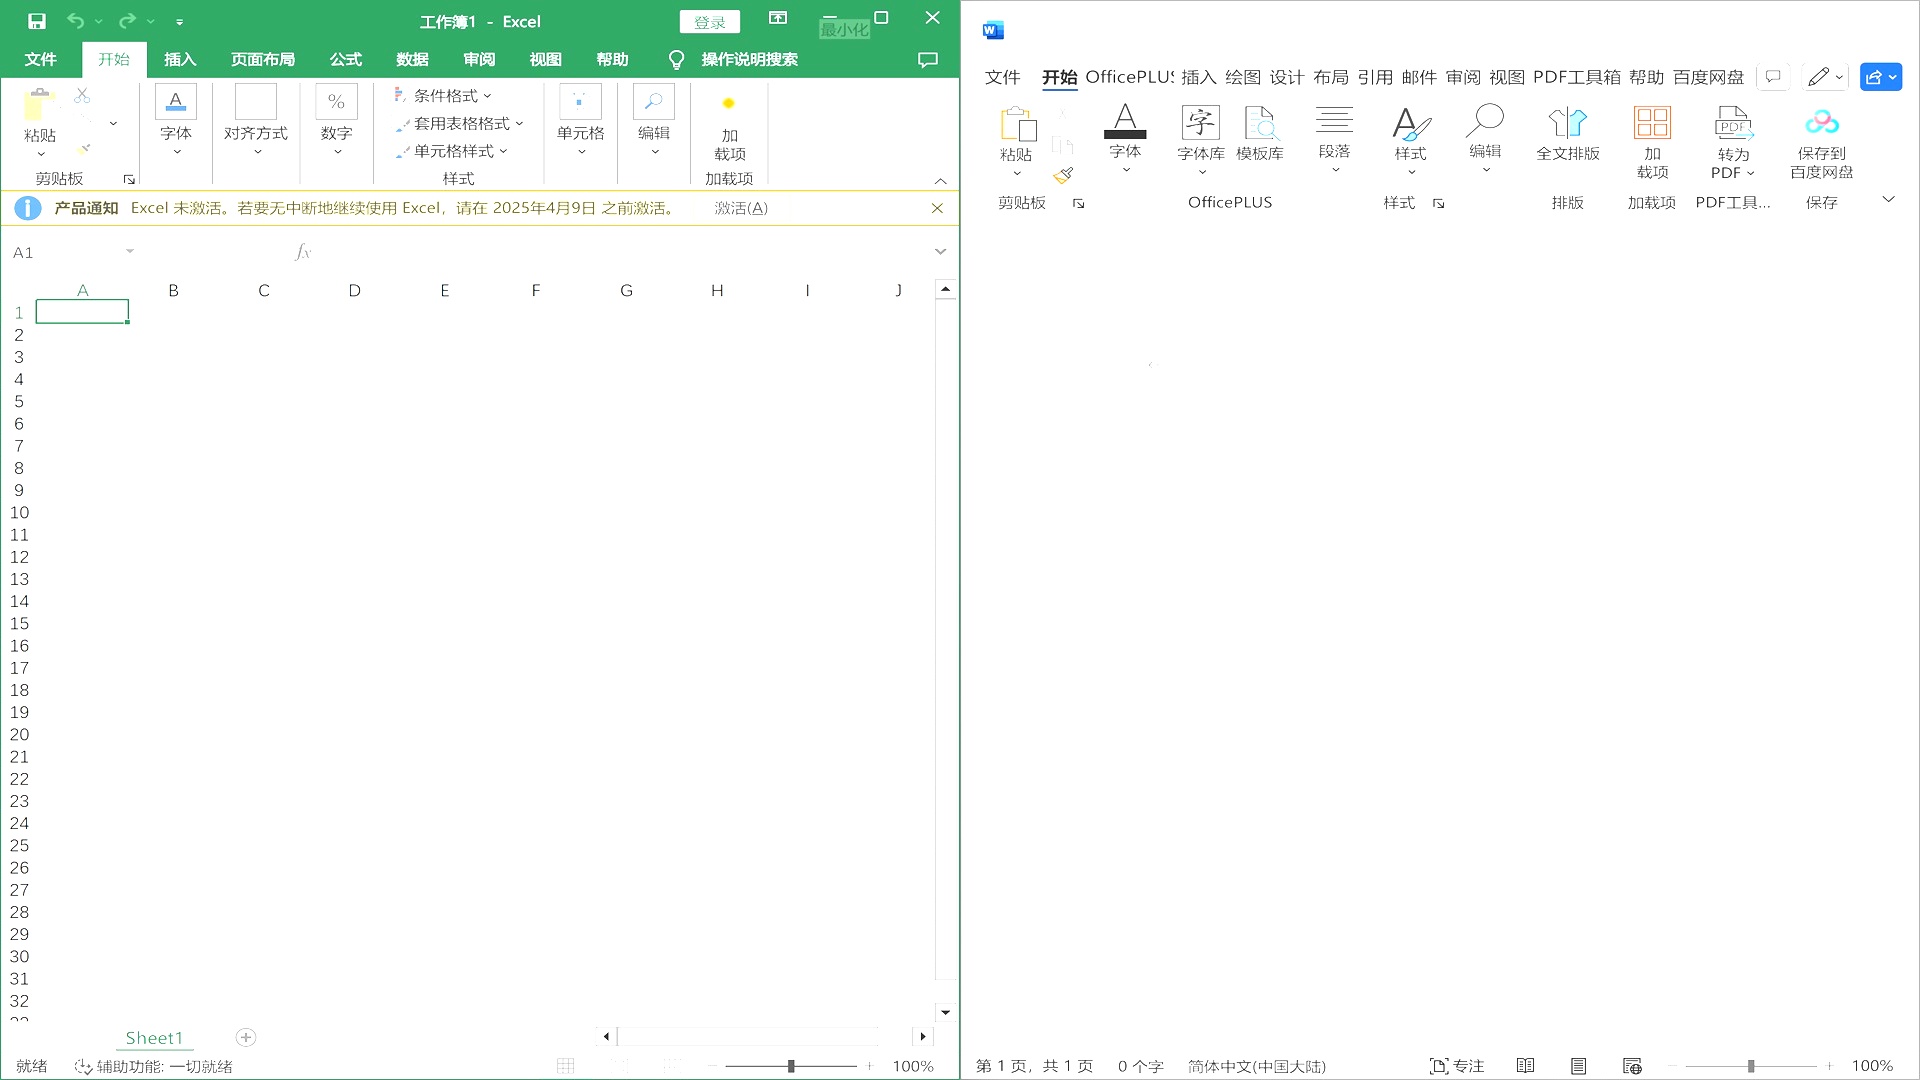 工作簿1 - Excel
登录
最小化
文件 开始 插入 页面布局 公式 数据 审阅 视图 帮助 操作说明搜索
粘贴 字体 对齐方式 数字 条件格式 套用表格格式 单元格样式 单元格 编辑 加载项
剪贴板 样式 加载项
产品通知 Excel 未激活。若要无中断地继续使用 Excel，请在 2025年4月9日 之前激活。 激活(A)
A1 fx
A B C D E F G H I J
1
2
3
4
5
6
7
8
9
10
11
12
13
14
15
16
17
18
19
20
21
22
23
24
25
26
27
28
29
30
31
32
Sheet1
就绪 辅助功能: 一切就绪 100%
文件 开始 OfficePLUS 插入 绘图 设计 布局 引用 邮件 审阅 视图 PDF工具箱 帮助 百度网盘
粘贴 字体 字体库 模板库 段落 样式 编辑 全文排版 加载项 转为PDF 保存到百度网盘
剪贴板 OfficePLUS 样式 排版 加载项 PDF工具... 保存
第 1 页，共 1 页 0 个字 简体中文(中国大陆) 专注 100%